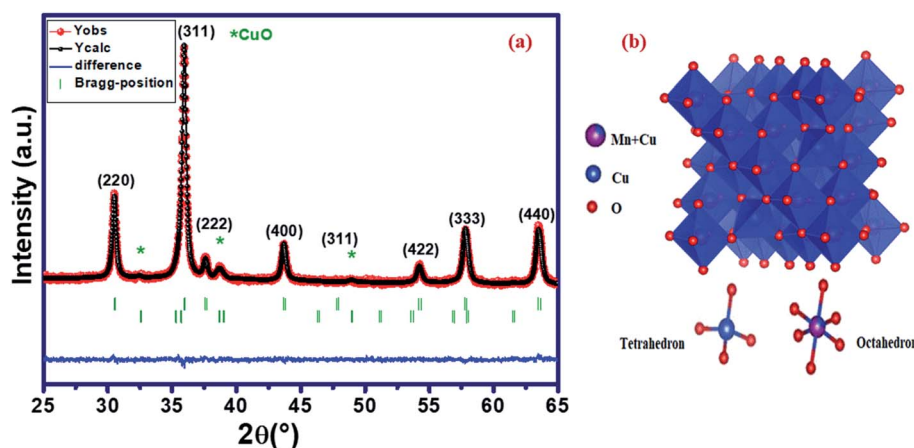 Yobs
Ycalc
difference
Bragg-position
(311)
*CuO
(a)
(220)
*
(222)
*
(400)
(311)
*
(422)
(333)
(440)
Intensity (a.u.)
25 30 35 40 45 50 55 60 65
2θ(°)
(b)
Mn+Cu
Cu
O
Tetrahedron
Octahedron